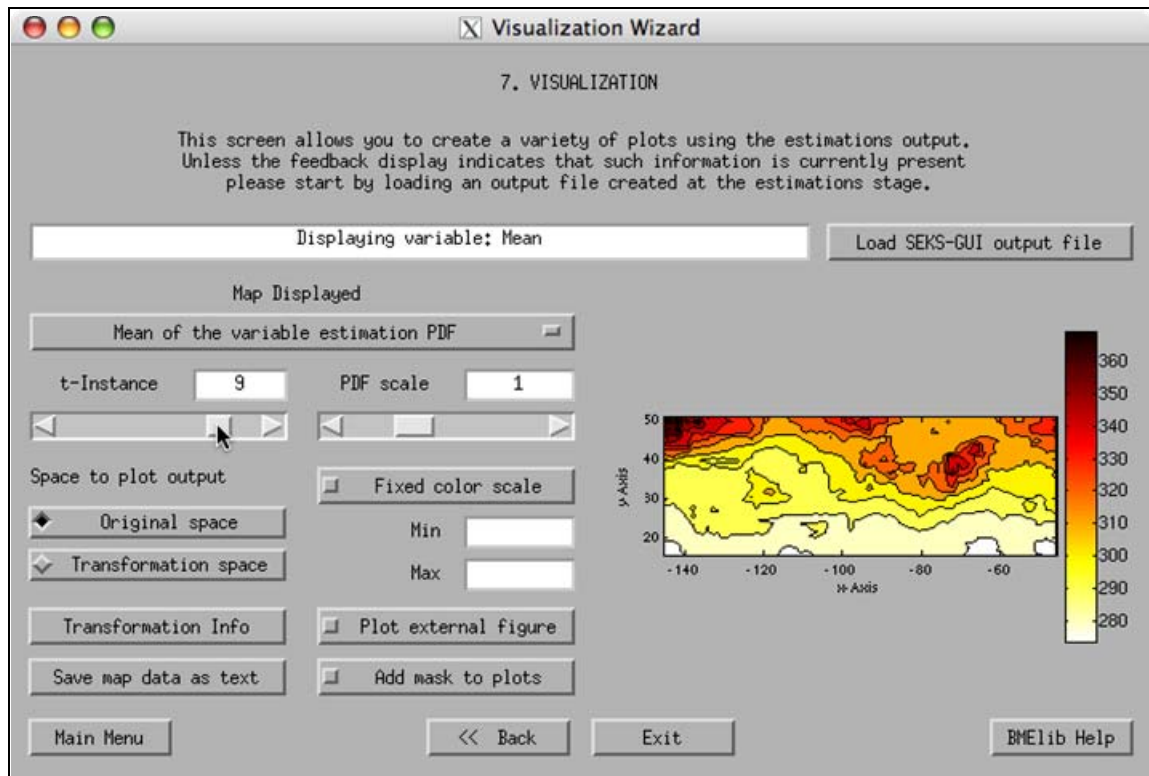 X Visualization Wizard
7. VISUALIZATION
This screen allows you to create a variety of plots using the estimations output.
Unless the feedback display indicates that such information is currently present
please start by loading an output file created at the estimations stage.
Displaying variable: Mean
Load SEKS-GUI output file
Map Displayed
Mean of the variable estimation PDF
t-Instance 9
PDF scale 1
Space to plot output
Original space
Transformation space
Fixed color scale
Min
Max
Transformation Info
Plot external figure
Save map data as text
Add mask to plots
50
40
30
20
y-Axis
-140 -120 -100 -80 -60
x-Axis
360
350
340
330
320
310
300
290
280
Main Menu
<< Back
Exit
BMElib Help